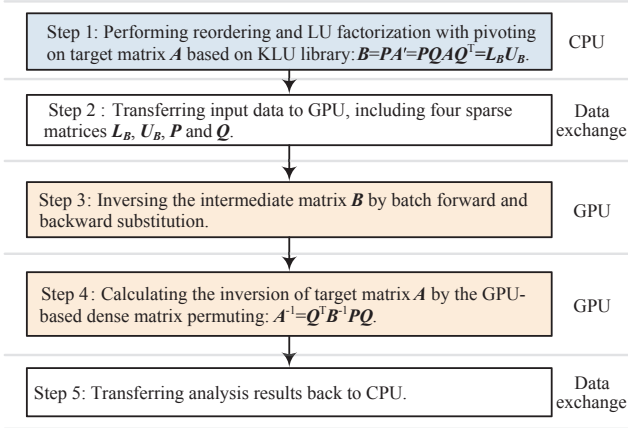 Step 1: Performing reordering and LU factorization with pivoting
on target matrix A based on KLU library: B=PA'=PQAQᵀ=L_BU_B.
CPU
Step 2 : Transferring input data to GPU, including four sparse
matrices L_B, U_B, P and Q.
Data
exchange
Step 3: Inversing the intermediate matrix B by batch forward and
backward substitution.
GPU
Step 4: Calculating the inversion of target matrix A by the GPU-
based dense matrix permuting: A⁻¹=QᵀB⁻¹PQ.
GPU
Step 5: Transferring analysis results back to CPU.
Data
exchange